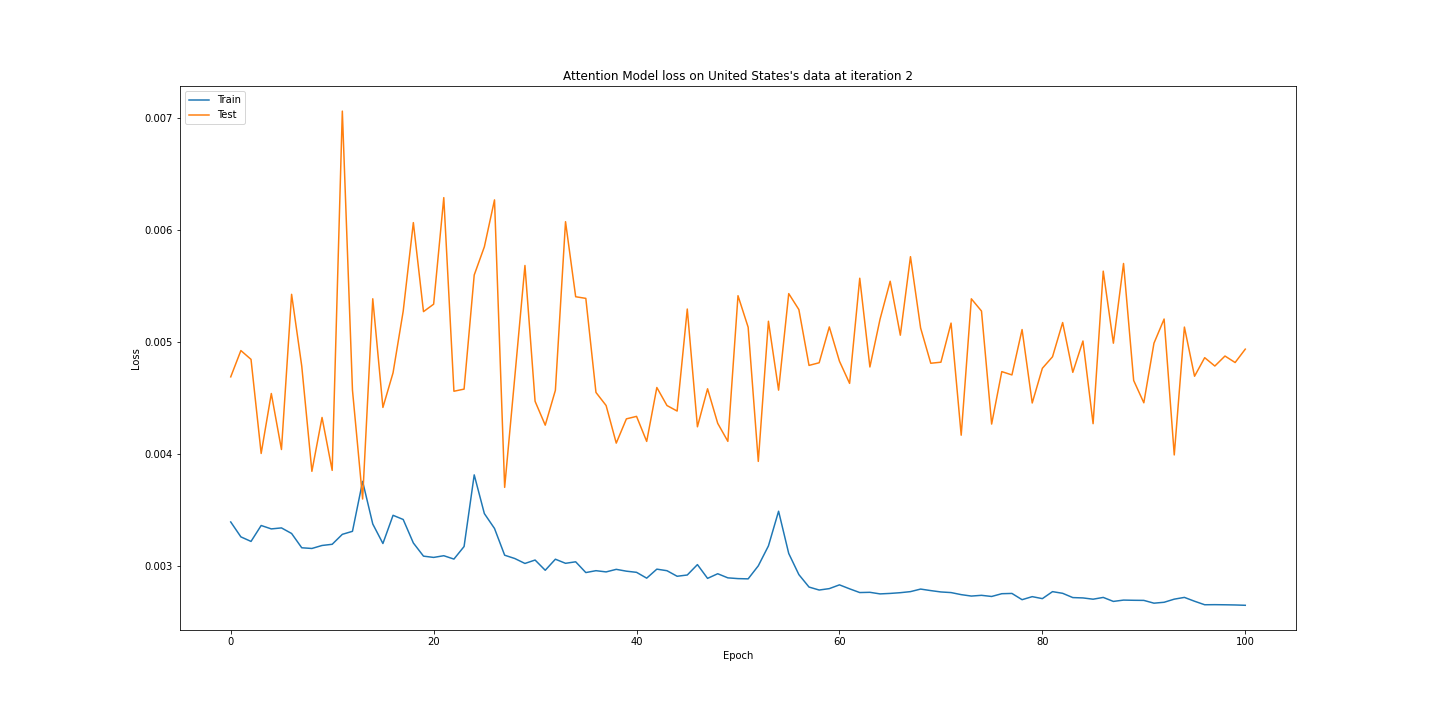 Attention Model loss on United States's data at iteration 2
Train
Test
0.007
0.006
0.005
0.004
0.003
Loss
0
20
40
60
80
100
Epoch